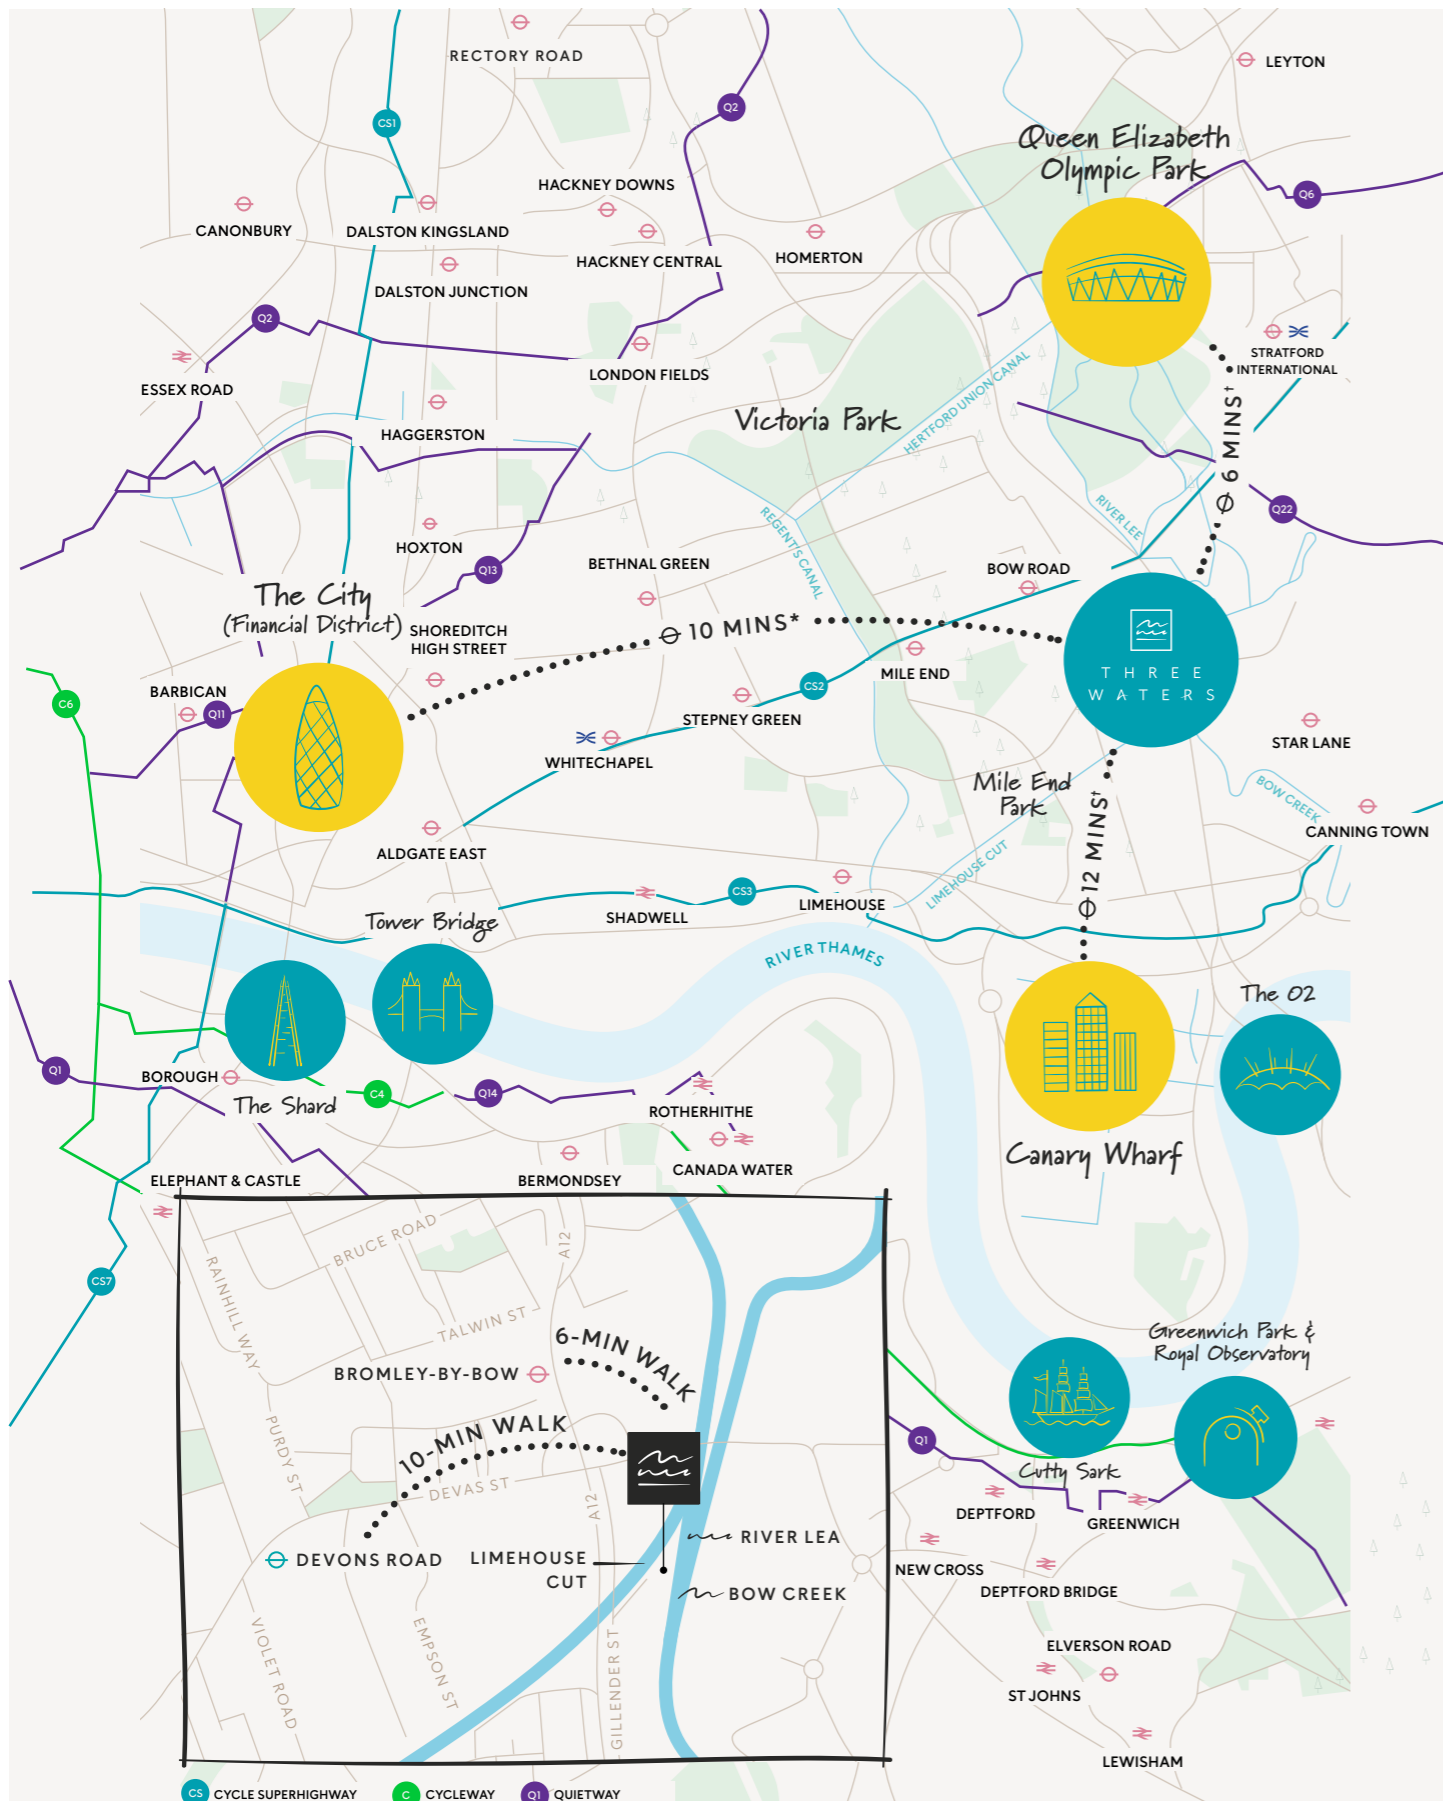 RECTORY ROAD
LEYTON
Q2
CS1
Queen Elizabeth
Olympic Park
HACKNEY DOWNS
Q6
CANONBURY
DALSTON KINGSLAND
HACKNEY CENTRAL
HOMERTON
DALSTON JUNCTION
Q2
STRATFORD
INTERNATIONAL
ESSEX ROAD
LONDON FIELDS
HERTFORD UNION CANAL
6 MINS†
Victoria Park
HAGGERSTON
RIVER LEE
Q22
REGENT'S CANAL
HOXTON
Q13
BETHNAL GREEN
BOW ROAD
The City
(Financial District)
SHOREDITCH
HIGH STREET
10 MINS*
THREE
WATERS
MILE END
CS2
BARBICAN
Q11
C6
STEPNEY GREEN
STAR LANE
WHITECHAPEL
Mile End
Park
BOW CREEK
12 MINS†
CANNING TOWN
ALDGATE EAST
LIMEHOUSE CUT
CS3
SHADWELL
LIMEHOUSE
Tower Bridge
RIVER THAMES
The O2
Q1
BOROUGH
The Shard
C4
Q14
ROTHERHITHE
Canary Wharf
CANADA WATER
ELEPHANT & CASTLE
BERMONDSEY
CS7
BRUCE ROAD
A12
RAINHILL WAY
TALWIN ST
6-MIN WALK
BROMLEY-BY-BOW
PURDY ST
10-MIN WALK
DEVAS ST
A12
RIVER LEA
DEVONS ROAD
LIMEHOUSE
CUT
BOW CREEK
VIOLET ROAD
EMPSON ST
GILLENDER ST
Greenwich Park &
Royal Observatory
Q1
Cutty Sark
DEPTFORD
GREENWICH
NEW CROSS
DEPTFORD BRIDGE
ELVERSON ROAD
ST JOHNS
LEWISHAM
CS CYCLE SUPERHIGHWAY
C CYCLEWAY
Q1 QUIETWAY